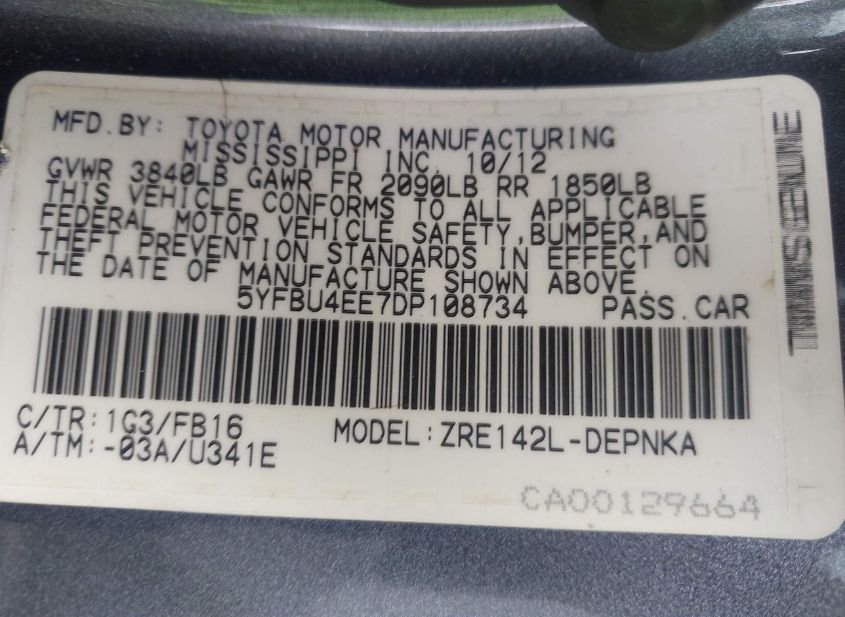 MFD.BY: TOYOTA MOTOR MANUFACTURING
MISSISSIPPI INC. 10/12
GVWR 3840LB GAWR FR 2090LB RR 1850LB
THIS VEHICLE CONFORMS TO ALL APPLICABLE
FEDERAL MOTOR VEHICLE SAFETY,BUMPER,AND
THEFT PREVENTION STANDARDS IN EFFECT ON
THE DATE OF MANUFACTURE SHOWN ABOVE.
5YFBU4EE7DP108734 PASS.CAR
C/TR:1G3/FB16
A/TM:-03A/U341E
MODEL:ZRE142L-DEPNKA
CA00129664